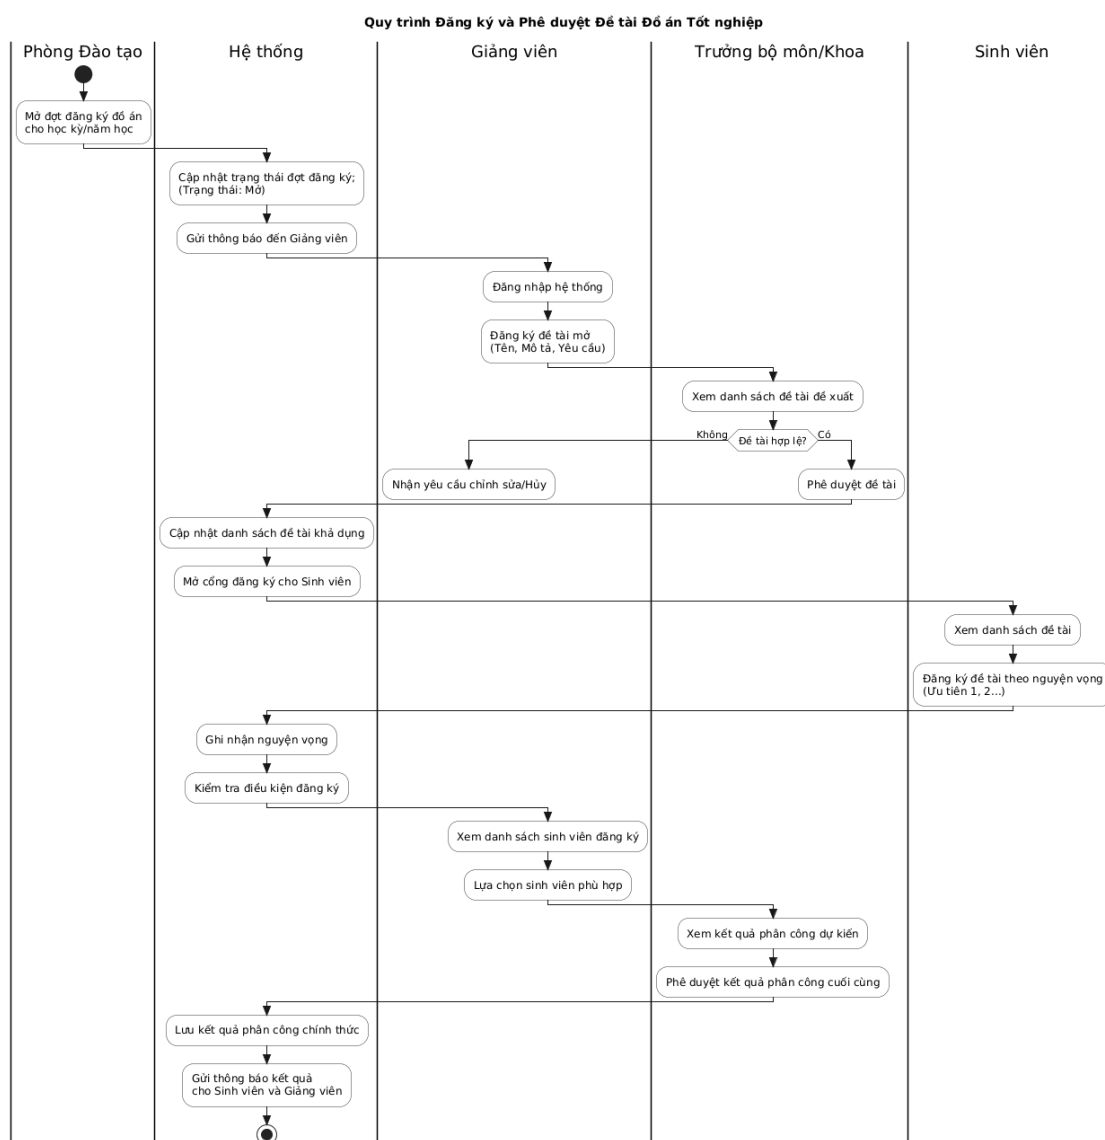 Quy trình Đăng ký và Phê duyệt Đề tài Đồ án Tốt nghiệp
Phòng Đào tạo
Hệ thống
Giảng viên
Trưởng bộ môn/Khoa
Sinh viên
Mở đợt đăng ký đồ án
cho học kỳ/năm học
Cập nhật trạng thái đợt đăng ký;
(Trạng thái: Mở)
Gửi thông báo đến Giảng viên
Đăng nhập hệ thống
Đăng ký đề tài mở
(Tên, Mô tả, Yêu cầu)
Xem danh sách đề tài đề xuất
Không
Đề tài hợp lệ?
Có
Nhận yêu cầu chỉnh sửa/Hủy
Phê duyệt đề tài
Cập nhật danh sách đề tài khả dụng
Mở cổng đăng ký cho Sinh viên
Xem danh sách đề tài
Đăng ký đề tài theo nguyện vọng
(Ưu tiên 1, 2...)
Ghi nhận nguyện vọng
Kiểm tra điều kiện đăng ký
Xem danh sách sinh viên đăng ký
Lựa chọn sinh viên phù hợp
Xem kết quả phân công dự kiến
Phê duyệt kết quả phân công cuối cùng
Lưu kết quả phân công chính thức
Gửi thông báo kết quả
cho Sinh viên và Giảng viên